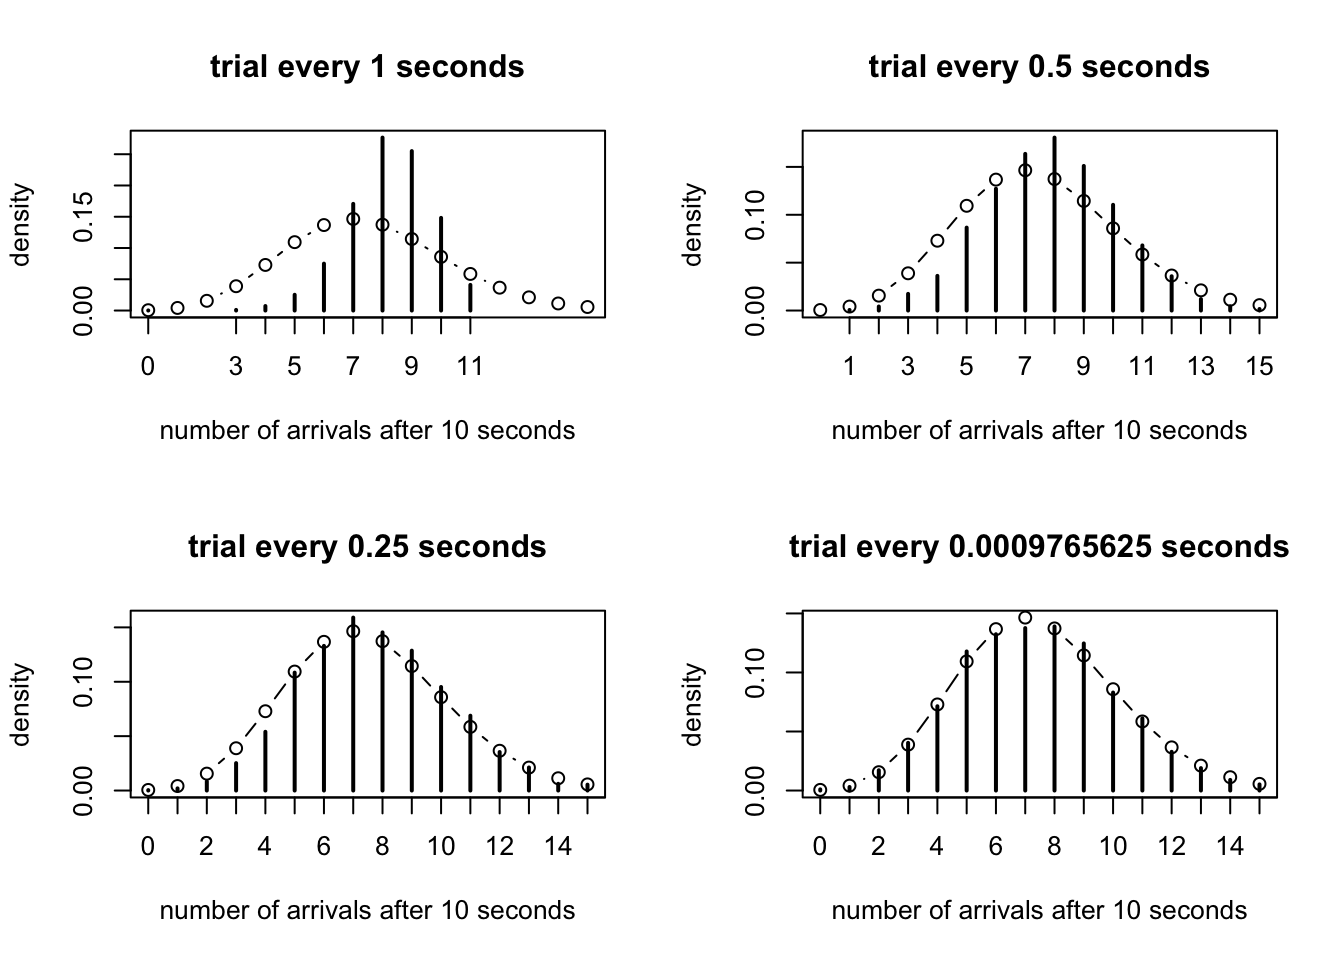 trial every 1 seconds
density
0.00 0.15
0 3 5 7 9 11
number of arrivals after 10 seconds
trial every 0.5 seconds
density
0.00 0.10
1 3 5 7 9 11 13 15
number of arrivals after 10 seconds
trial every 0.25 seconds
density
0.00 0.10
0 2 4 6 8 10 12 14
number of arrivals after 10 seconds
trial every 0.0009765625 seconds
density
0.00 0.10
0 2 4 6 8 10 12 14
number of arrivals after 10 seconds